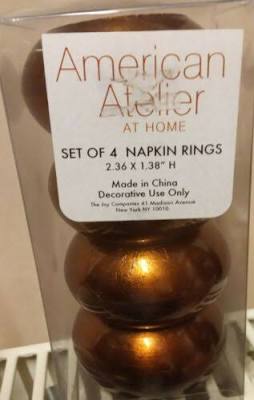 American
Atelier
AT HOME
SET OF 4 NAPKIN RINGS
2.36 X 1.38" H
Made in China
Decorative Use Only
The Joy Companies 41 Madison Avenue
New York NY 10010